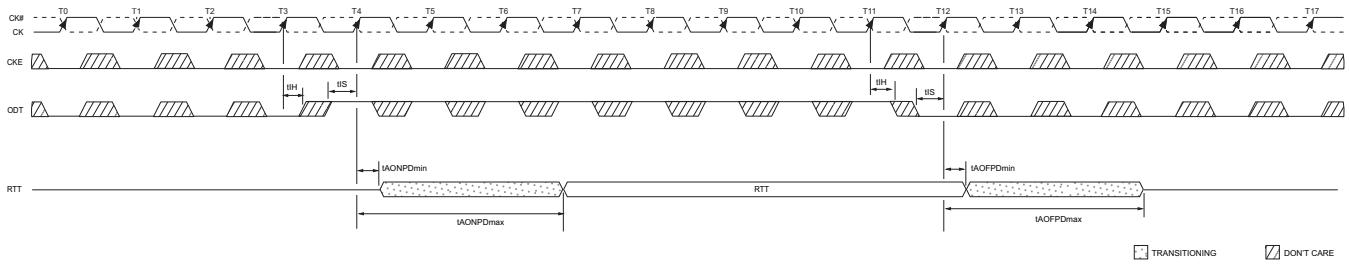 T0 T1 T2 T3 T4 T5 T6 T7 T8 T9 T10 T11 T12 T13 T14 T15 T16 T17
CK#
CK
CKE
tIH tIS tIH tIS
ODT
tAONPDmin tAOFPDmin
RTT RTT
tAONPDmax tAOFPDmax
TRANSITIONING DON'T CARE